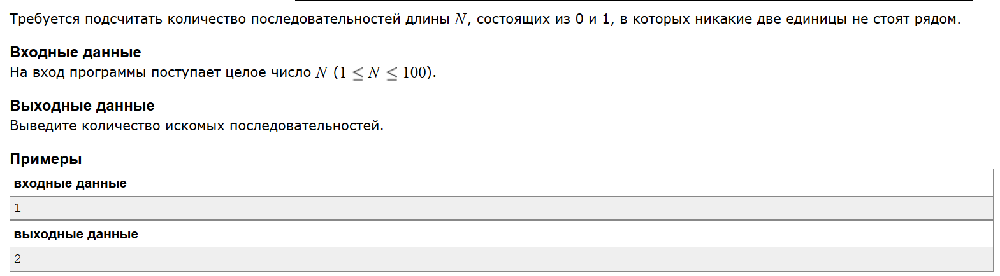 Требуется подсчитать количество последовательностей длины N, состоящих из 0 и 1, в которых никакие две единицы не стоят рядом.
Входные данные
На вход программы поступает целое число N (1 ≤ N ≤ 100).
Выходные данные
Выведите количество искомых последовательностей.
Примеры
входные данные
1
выходные данные
2